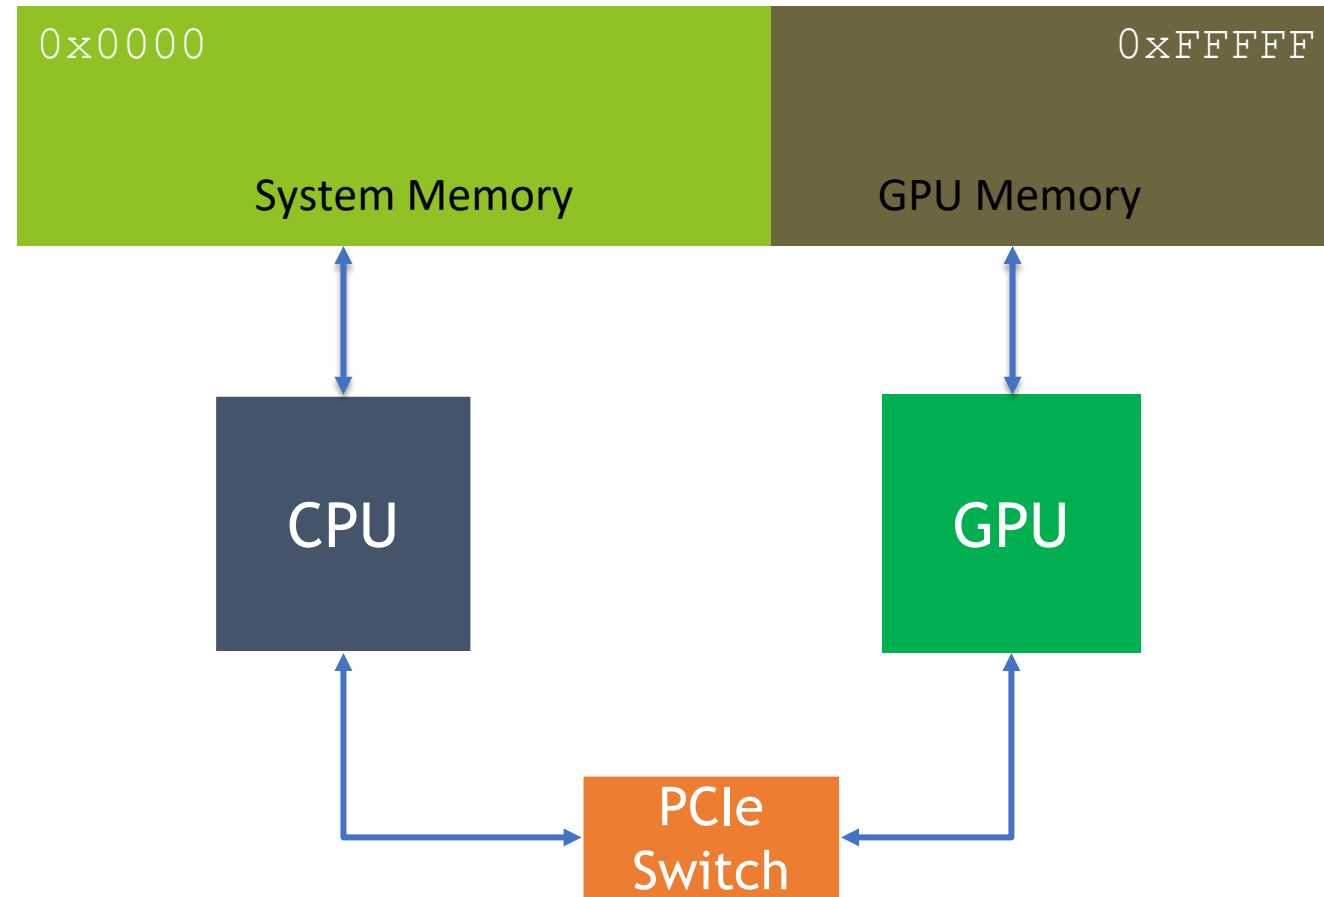 0x0000
0xFFFFF
System Memory
GPU Memory
CPU
GPU
PCIe
Switch